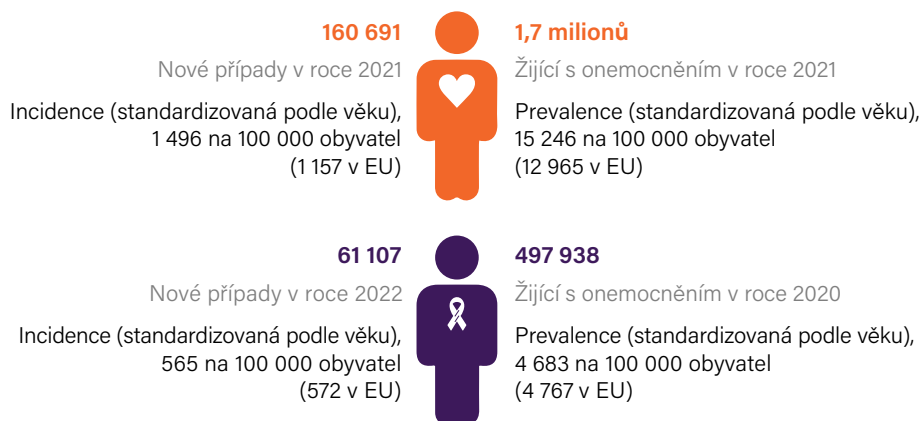 160 691
Nové případy v roce 2021
Incidence (standardizovaná podle věku),
1 496 na 100 000 obyvatel
(1 157 v EU)
1,7 milionů
Žijící s onemocněním v roce 2021
Prevalence (standardizovaná podle věku),
15 246 na 100 000 obyvatel
(12 965 v EU)
61 107
Nové případy v roce 2022
Incidence (standardizovaná podle věku),
565 na 100 000 obyvatel
(572 v EU)
497 938
Žijící s onemocněním v roce 2020
Prevalence (standardizovaná podle věku),
4 683 na 100 000 obyvatel
(4 767 v EU)